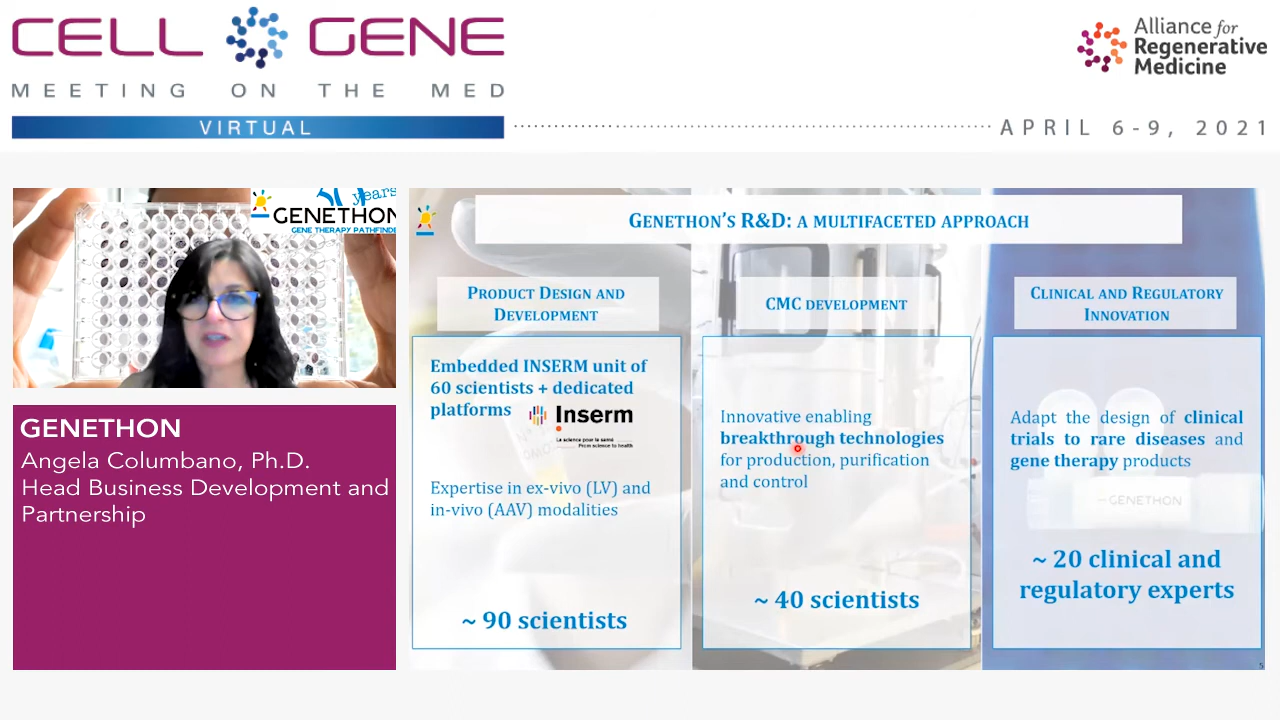 CELL GENE
MEETING ON THE MED
VIRTUAL
Alliance for
Regenerative
Medicine
APRIL 6-9, 2021
years
GENETHON
GENE THERAPY PATHFINDE
GENETHON
Angela Columbano, Ph.D.
Head Business Development and
Partnership
GENETHON'S R&D: A MULTIFACETED APPROACH
PRODUCT DESIGN AND
DEVELOPMENT
Embedded INSERM unit of
60 scientists + dedicated
platforms
Inserm
La science pour la santé
From science to health
Expertise in ex-vivo (LV) and
in-vivo (AAV) modalities
~ 90 scientists
CMC DEVELOPMENT
Innovative enabling
breakthrough technologies
for production, purification
and control
~ 40 scientists
CLINICAL AND REGULATORY
INNOVATION
Adapt the design of clinical
trials to rare diseases and
gene therapy products
GENETHON
~ 20 clinical and
regulatory experts
5